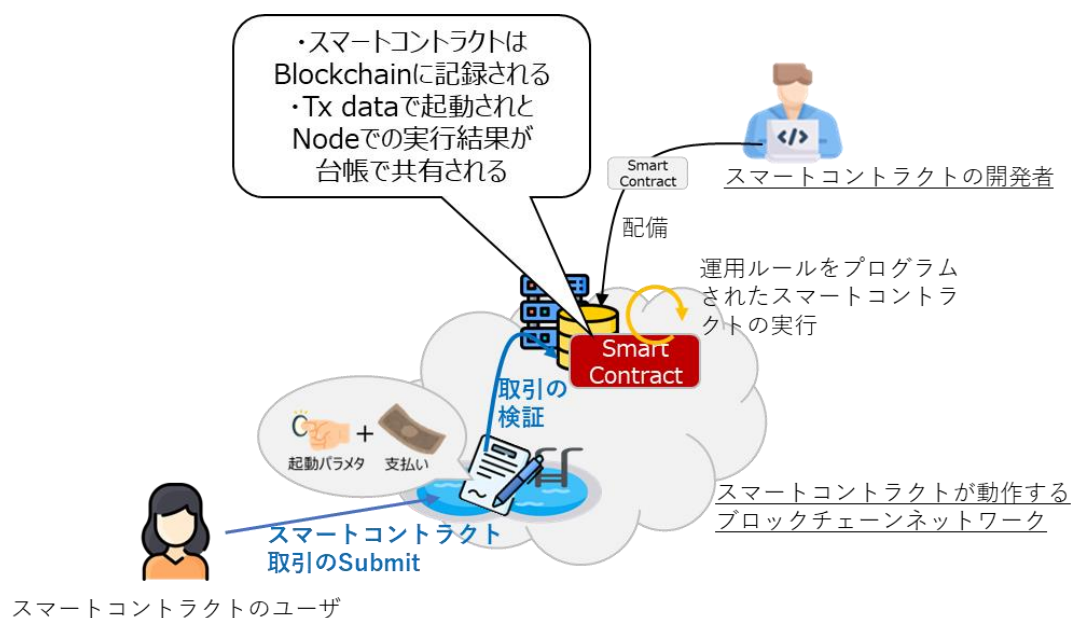 ・スマートコントラクトは
Blockchainに記録される
・Tx dataで起動されと
Nodeでの実行結果が
台帳で共有される
</>
Smart
Contract
スマートコントラクトの開発者
配備
運用ルールをプログラム
されたスマートコントラ
クトの実行
Smart
Contract
取引の
検証
+
起動パラメタ 支払い
スマートコントラクトが動作する
ブロックチェーンネットワーク
スマートコントラクト
取引のSubmit
スマートコントラクトのユーザ